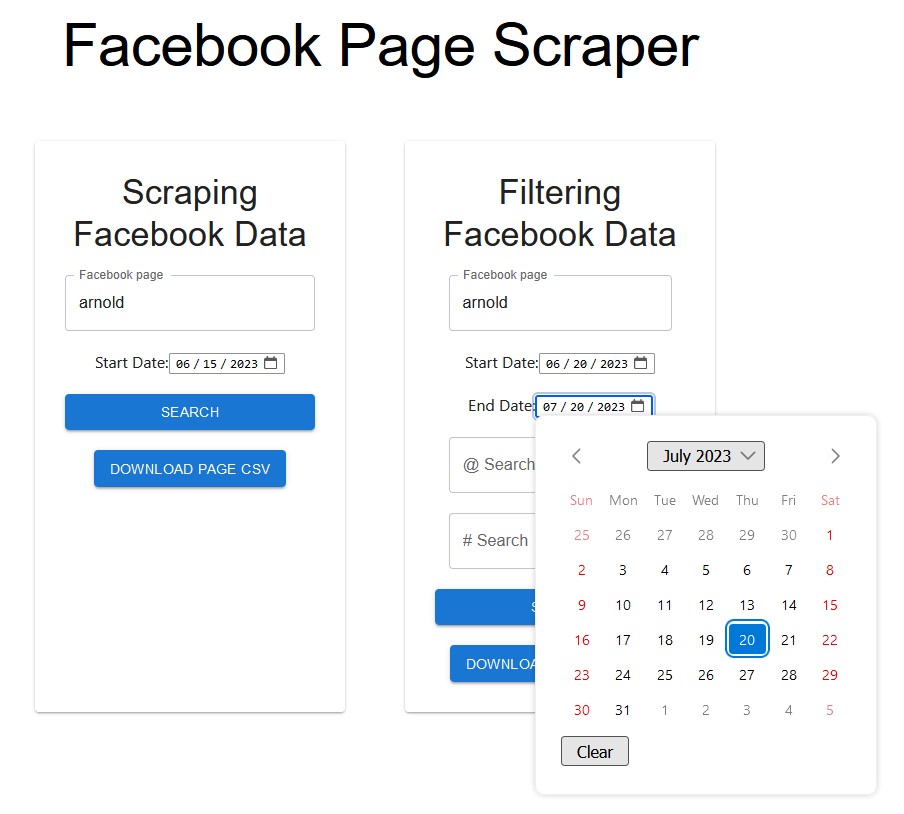 Facebook Page Scraper
Scraping
Facebook Data
Facebook page
arnold
Start Date: 06/15/2023
SEARCH
DOWNLOAD PAGE CSV
Filtering
Facebook Data
Facebook page
arnold
Start Date: 06/20/2023
End Date: 07/20/2023
@ Search
# Search
S
DOWNLOA
July 2023
Sun Mon Tue Wed Thu Fri Sat
25 26 27 28 29 30 1
2 3 4 5 6 7 8
9 10 11 12 13 14 15
16 17 18 19 20 21 22
23 24 25 26 27 28 29
30 31 1 2 3 4 5
Clear